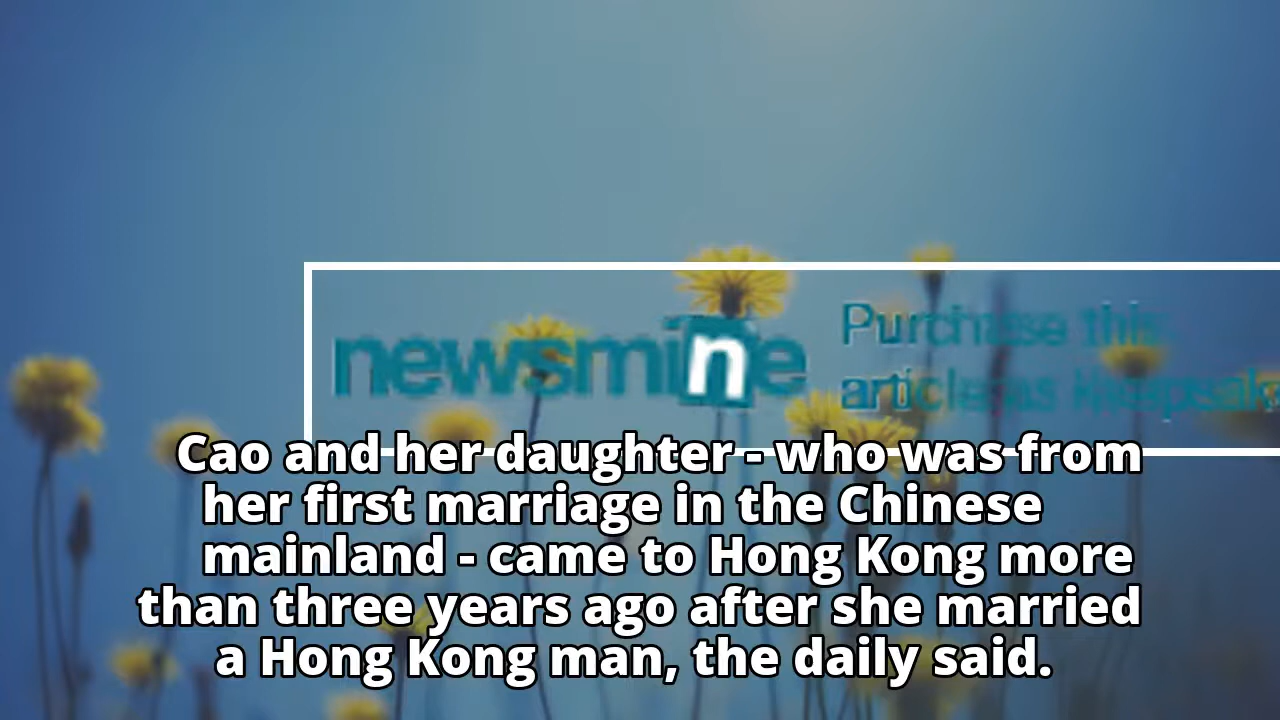 newsmine
Purchase this
article as keepsake
Cao and her daughter - who was from
her first marriage in the Chinese
mainland - came to Hong Kong more
than three years ago after she married
a Hong Kong man, the daily said.